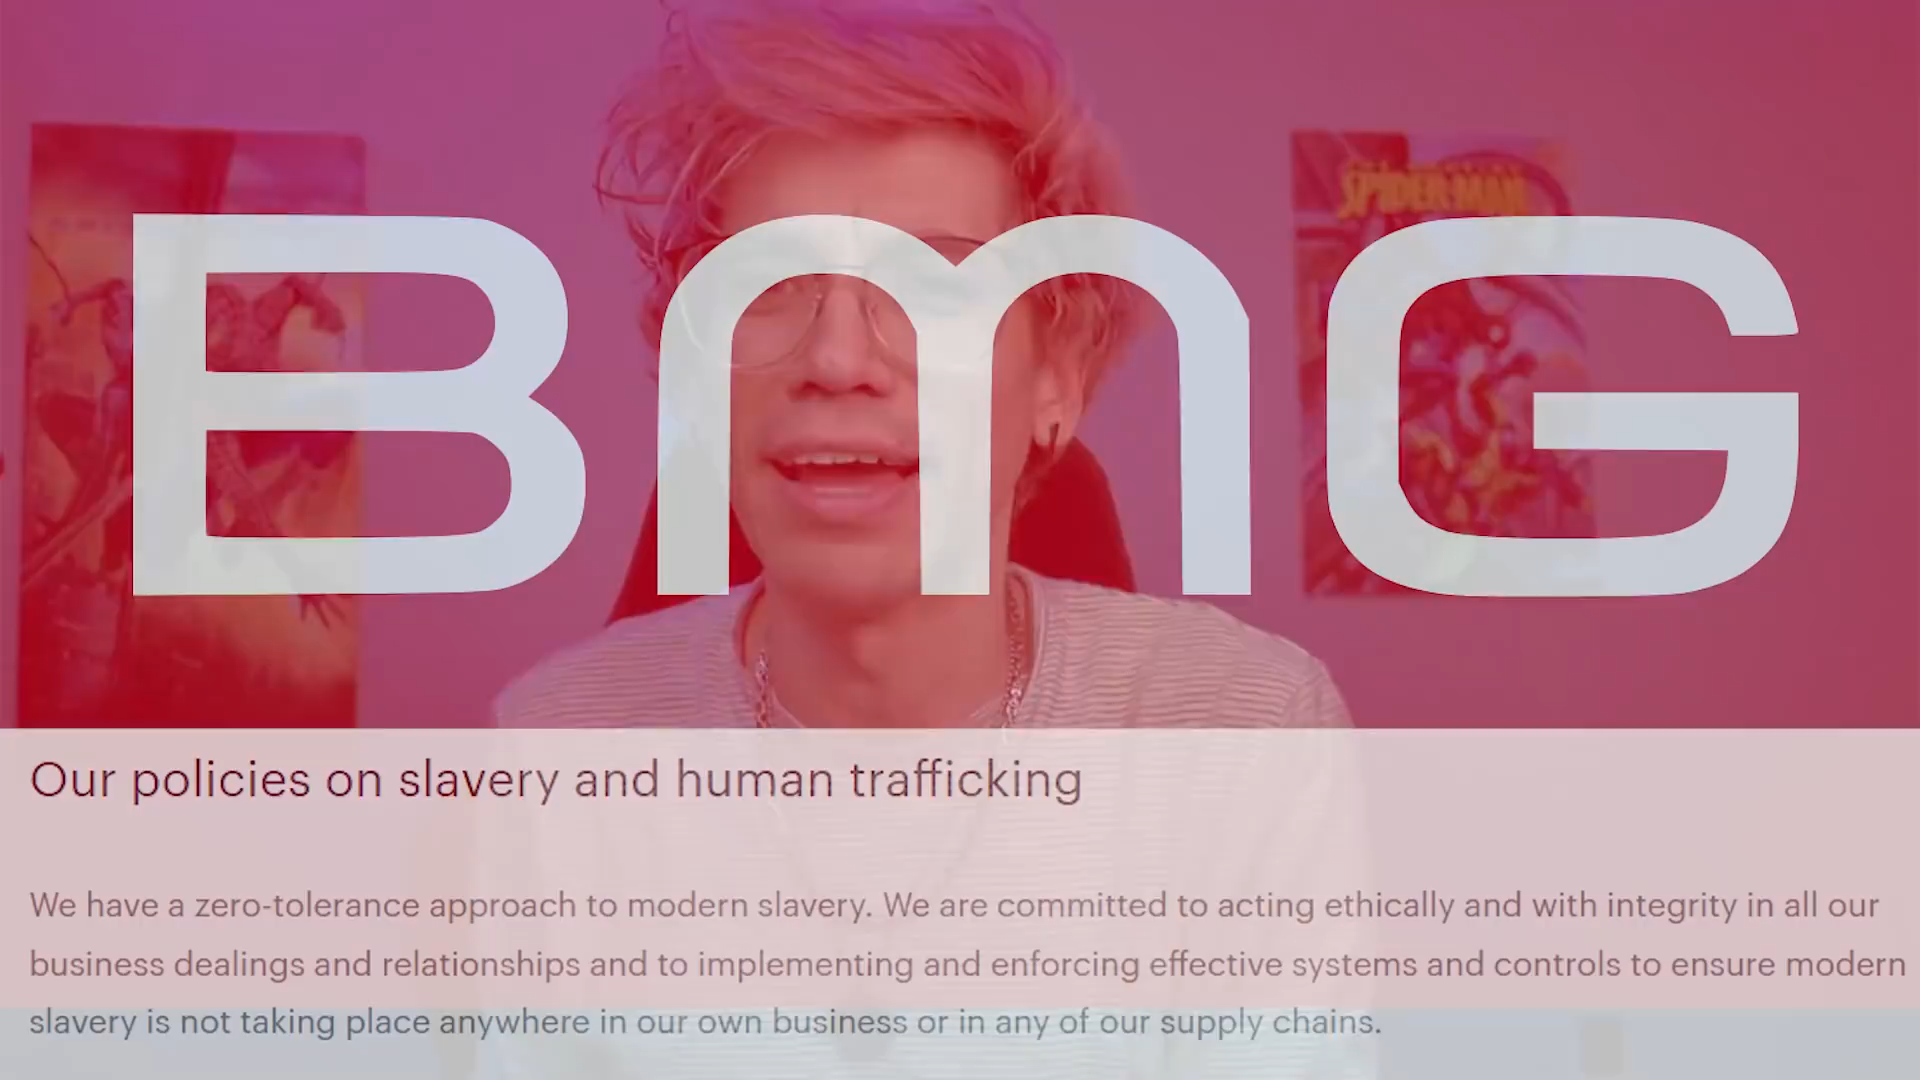 SPIDER-MAN
BMG
Our policies on slavery and human trafficking
We have a zero-tolerance approach to modern slavery. We are committed to acting ethically and with integrity in all our
business dealings and relationships and to implementing and enforcing effective systems and controls to ensure modern
slavery is not taking place anywhere in our own business or in any of our supply chains.